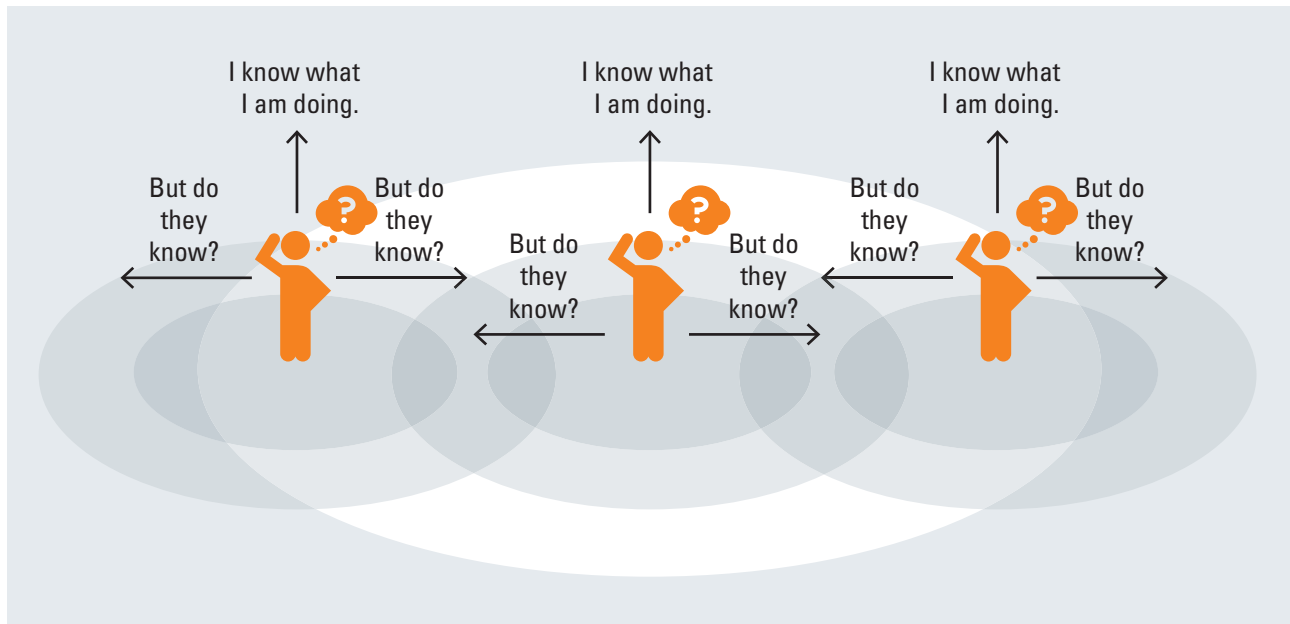 I know what
I am doing.
I know what
I am doing.
I know what
I am doing.
But do
they
know?
?
But do
they
know?
But do
they
know?
?
But do
they
know?
But do
they
know?
?
But do
they
know?